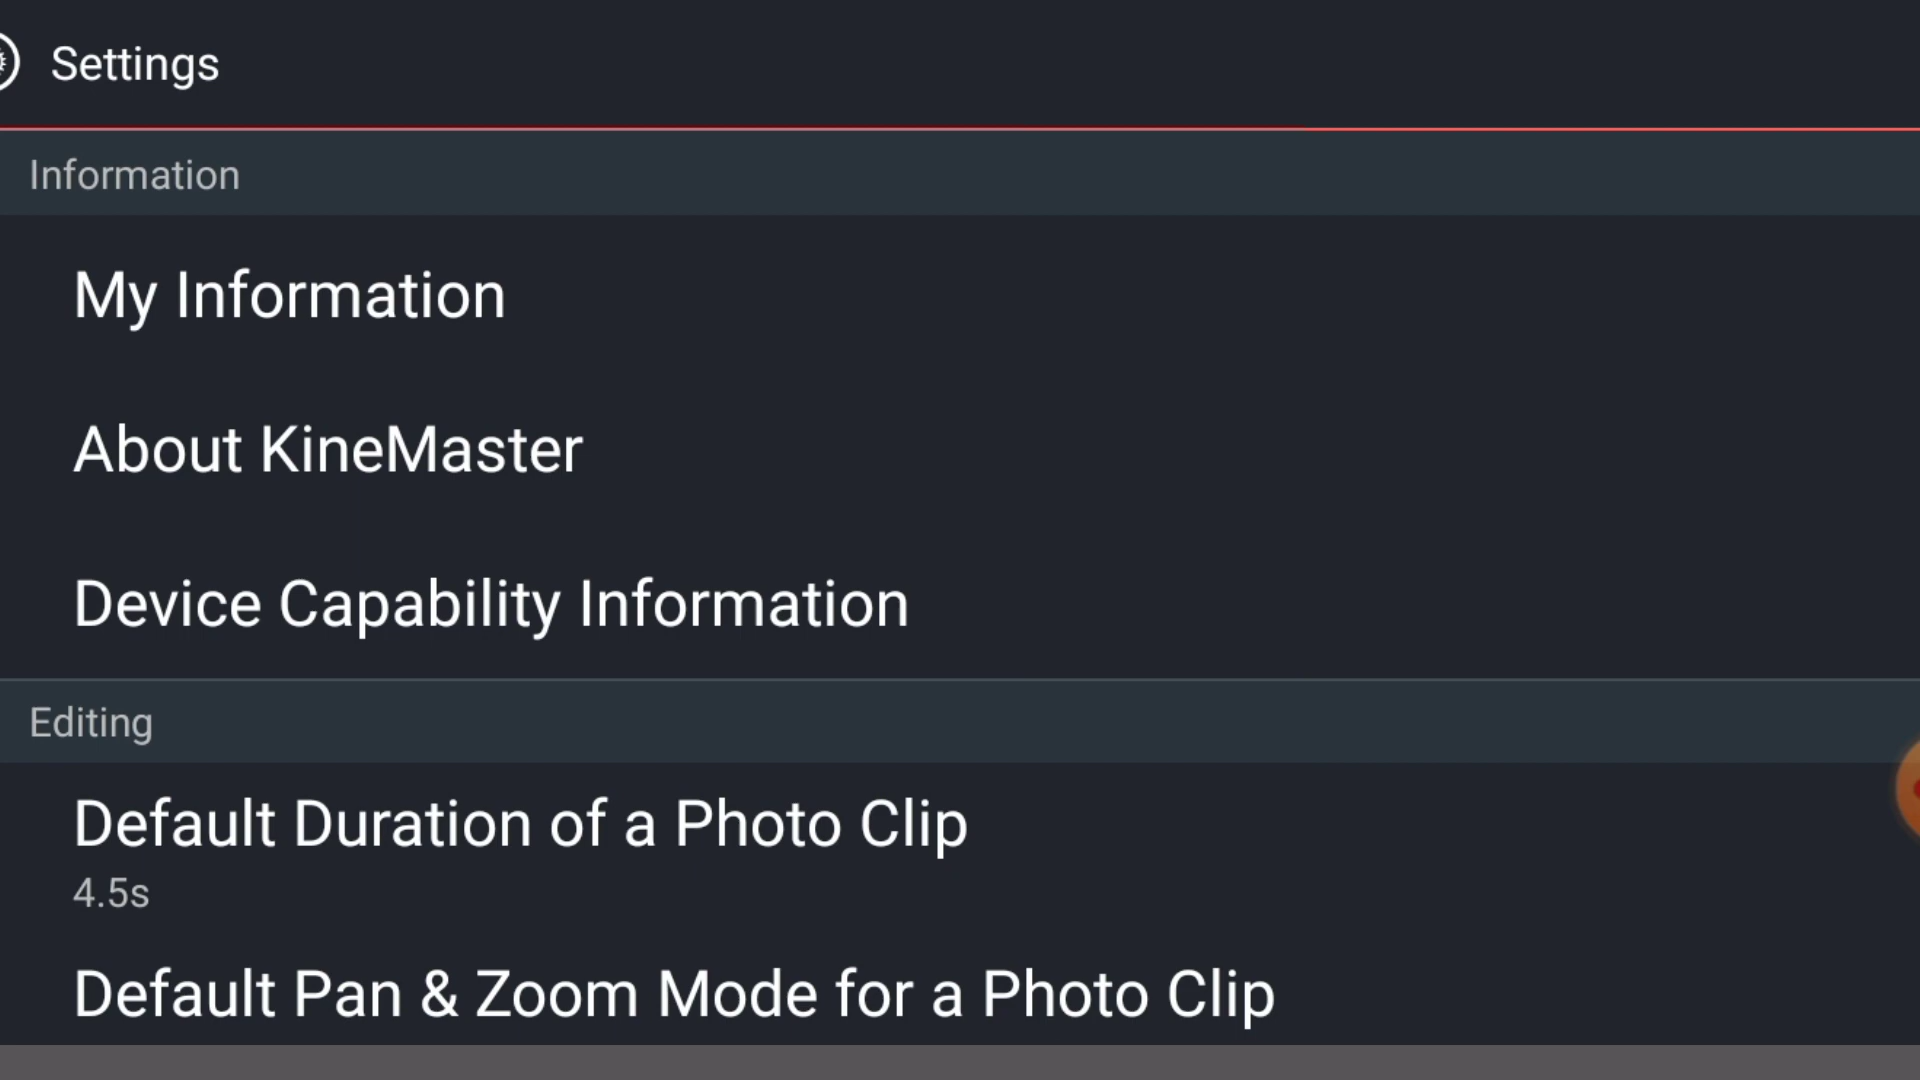 Settings
Information
My Information
About KineMaster
Device Capability Information
Editing
Default Duration of a Photo Clip
4.5s
Default Pan & Zoom Mode for a Photo Clip